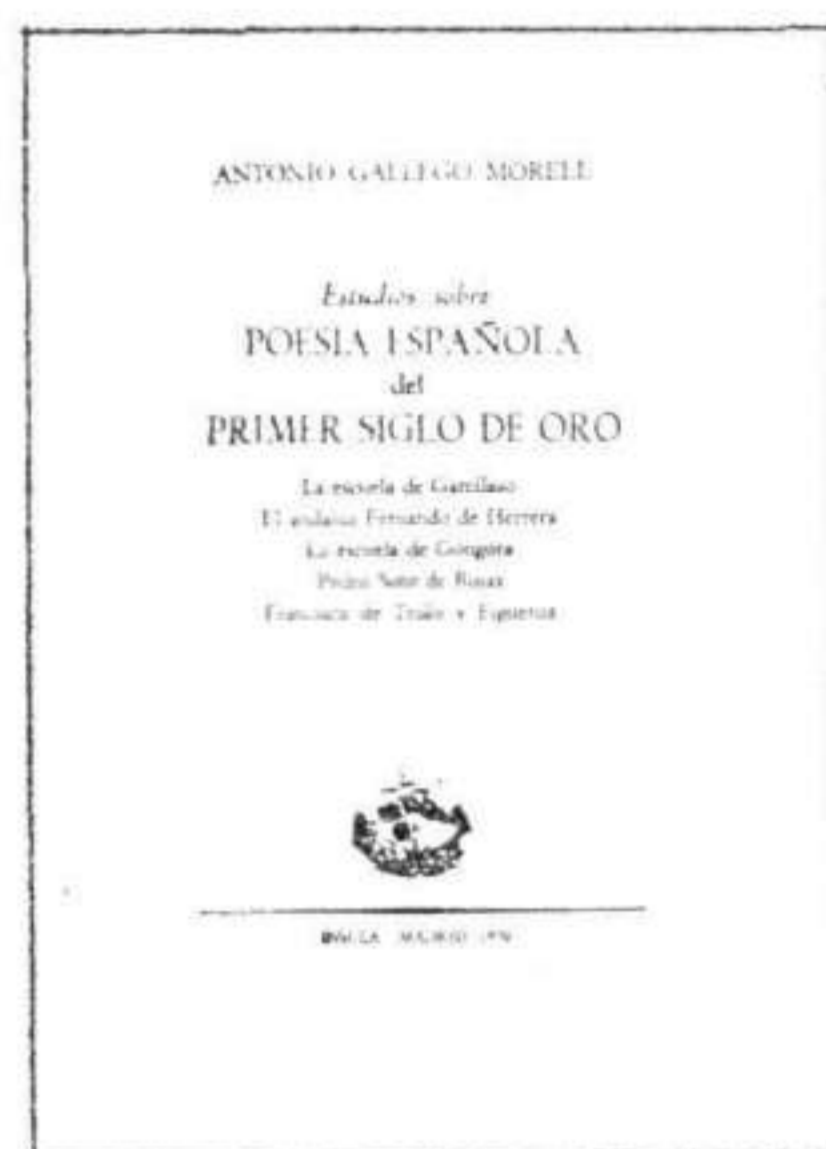 ANTONIO GALLEGO MORELL
Estudios sobre
POESIA ESPAÑOLA
del
PRIMER SIGLO DE ORO
La escuela de Garcilaso
El andaluz Fernando de Herrera
La escuela de Góngora
Pedro Soto de Rojas
Francisco de Trillo y Figueroa
INSULA MADRID